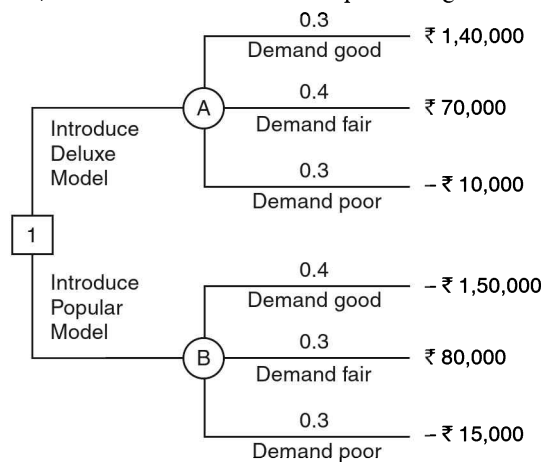 0.3
₹ 1,40,000
Demand good
A
0.4
₹ 70,000
Demand fair
Introduce
Deluxe
Model
0.3
– ₹ 10,000
Demand poor
1
Introduce
Popular
Model
0.4
– ₹ 1,50,000
Demand good
B
0.3
₹ 80,000
Demand fair
0.3
– ₹ 15,000
Demand poor